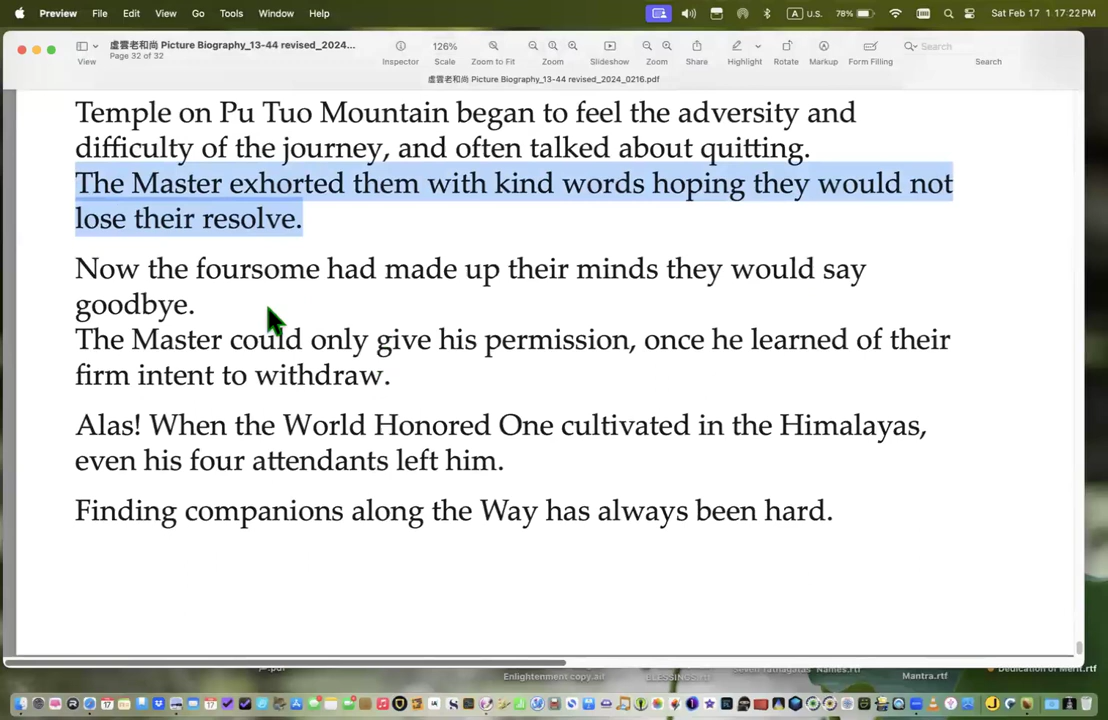 Preview File Edit View Go Tools Window Help U.S. 78% Sat Feb 17 1:17:22 PM
虛雲老和尚 Picture Biography_13-44 revised_2024...
Page 32 of 32
126%
Search
View Inspector Scale Zoom to Fit Zoom Slideshow Zoom Share Highlight Rotate Markup Form Filling Search
虛雲老和尚 Picture Biography_13-44 revised_2024_0216.pdf
Temple on Pu Tuo Mountain began to feel the adversity and
difficulty of the journey, and often talked about quitting.
The Master exhorted them with kind words hoping they would not
lose their resolve.
Now the foursome had made up their minds they would say
goodbye.
The Master could only give his permission, once he learned of their
firm intent to withdraw.
Alas! When the World Honored One cultivated in the Himalayas,
even his four attendants left him.
Finding companions along the Way has always been hard.
Enlightenment copy.aif
Mantra.rtf